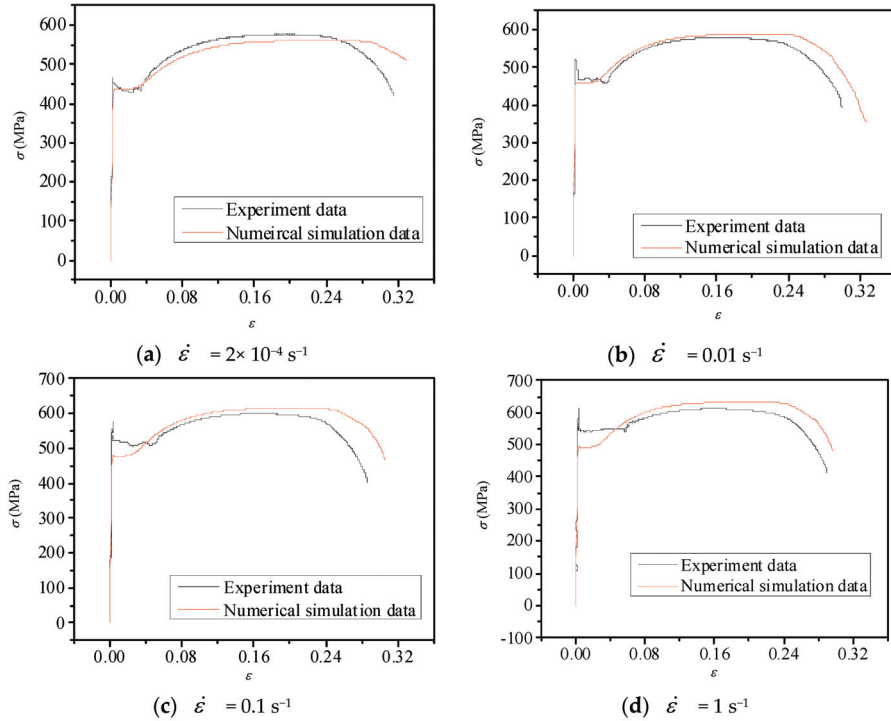 600
500
400
300
200
100
0
σ (MPa)
Experiment data
Numeircal simulation data
0.00 0.08 0.16 0.24 0.32
ε
(a) ε̇ = 2× 10⁻⁴ s⁻¹
600
500
400
300
200
100
0
σ (MPa)
Experiment data
Numerical simulation data
0.00 0.08 0.16 0.24 0.32
ε
(b) ε̇ = 0.01 s⁻¹
700
600
500
400
300
200
100
0
σ (MPa)
Experiment data
Numerical simulation data
0.00 0.08 0.16 0.24 0.32
ε
(c) ε̇ = 0.1 s⁻¹
700
600
500
400
300
200
100
0
-100
σ (MPa)
Experiment data
Numerical simulation data
0.00 0.08 0.16 0.24 0.32
ε
(d) ε̇ = 1 s⁻¹